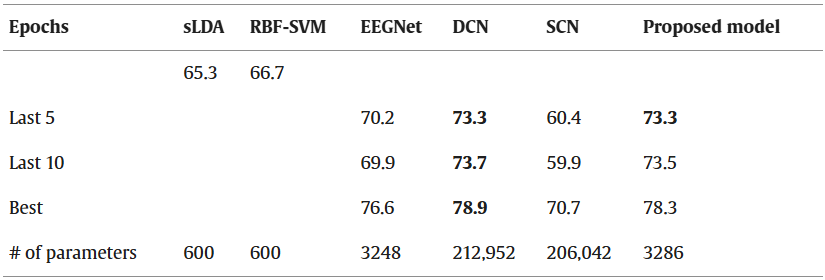 Epochs sLDA RBF-SVM EEGNet DCN SCN Proposed model
65.3 66.7
Last 5 70.2 73.3 60.4 73.3
Last 10 69.9 73.7 59.9 73.5
Best 76.6 78.9 70.7 78.3
# of parameters 600 600 3248 212,952 206,042 3286